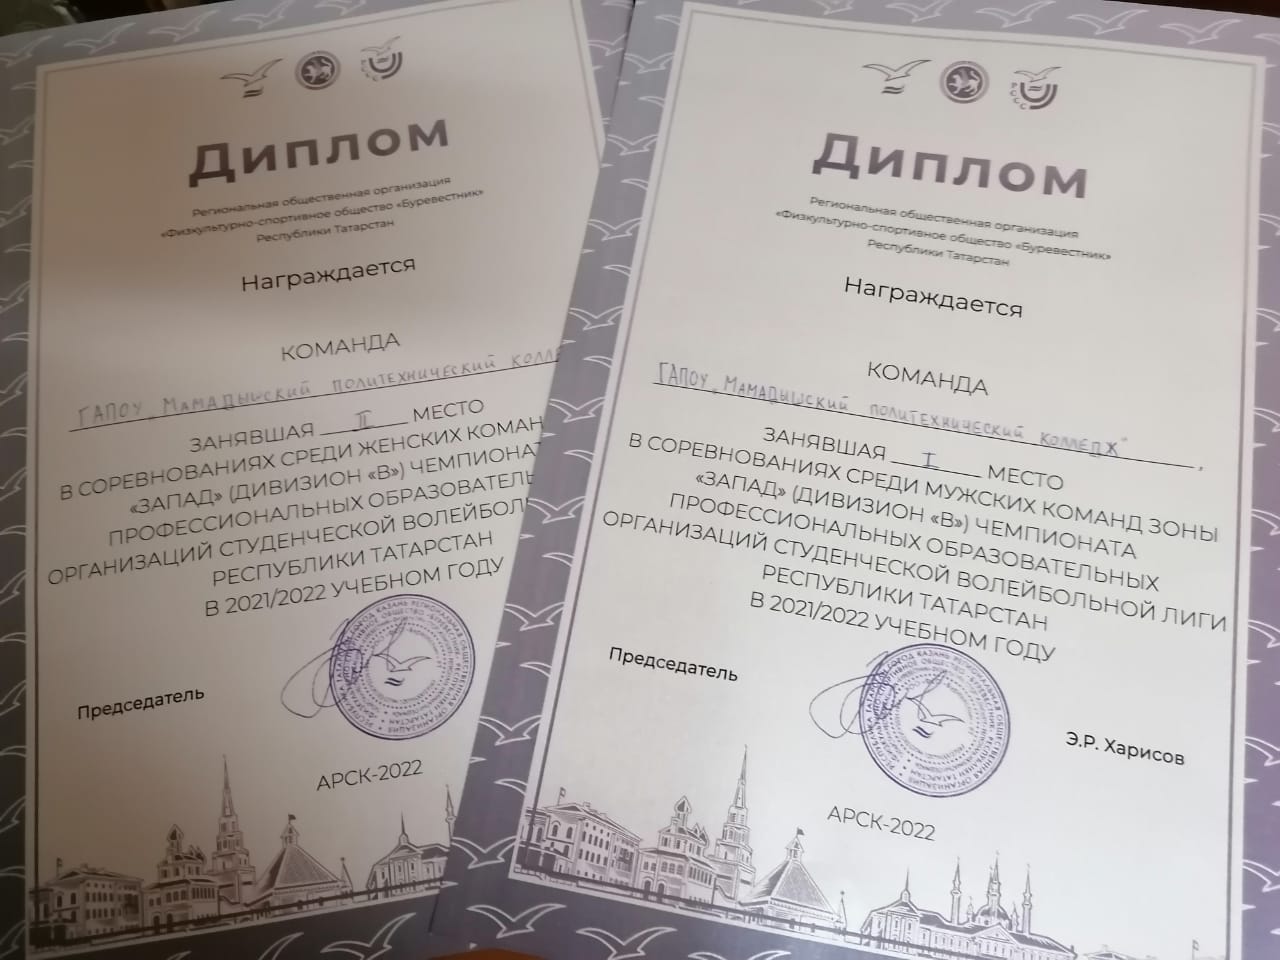 Диплом
Региональная общественная организация
«Физкультурно-спортивное общество «Буревестник»
Республики Татарстан
Награждается
КОМАНДА
ГАПОУ Мамадышский политехнический колле
ЗАНЯВШАЯ II МЕСТО
В СОРЕВНОВАНИЯХ СРЕДИ ЖЕНСКИХ КОМАН
«ЗАПАД» (ДИВИЗИОН «В») ЧЕМПИОНАТ
ПРОФЕССИОНАЛЬНЫХ ОБРАЗОВАТЕЛЬ
ОРГАНИЗАЦИЙ СТУДЕНЧЕСКОЙ ВОЛЕЙБОЛ
РЕСПУБЛИКИ ТАТАРСТАН
В 2021/2022 УЧЕБНОМ ГОДУ
Председатель
АРСК-2022
РССС
Диплом
Региональная общественная организация
«Физкультурно-спортивное общество «Буревестник»
Республики Татарстан
Награждается
КОМАНДА
ГАПОУ „Мамадышский политехнический колледж"
ЗАНЯВШАЯ I МЕСТО
В СОРЕВНОВАНИЯХ СРЕДИ МУЖСКИХ КОМАНД ЗОНЫ
«ЗАПАД» (ДИВИЗИОН «В») ЧЕМПИОНАТА
ПРОФЕССИОНАЛЬНЫХ ОБРАЗОВАТЕЛЬНЫХ
ОРГАНИЗАЦИЙ СТУДЕНЧЕСКОЙ ВОЛЕЙБОЛЬНОЙ ЛИГИ
РЕСПУБЛИКИ ТАТАРСТАН
В 2021/2022 УЧЕБНОМ ГОДУ
Председатель
Э.Р. Харисов
АРСК-2022